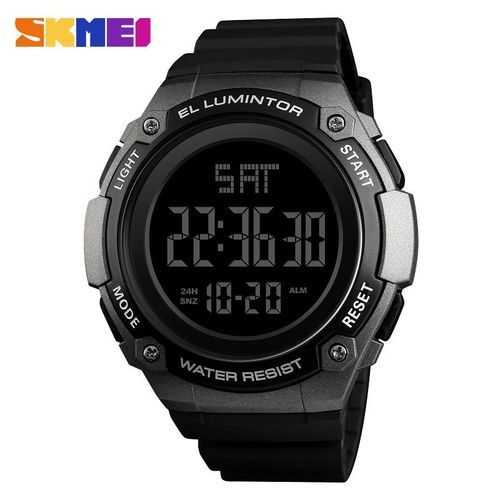 SKMEI
EL LUMINTOR
LIGHT
START
SAT
22:36 30
24H
SNZ
10-20
ALM
MODE
RESET
WATER RESIST